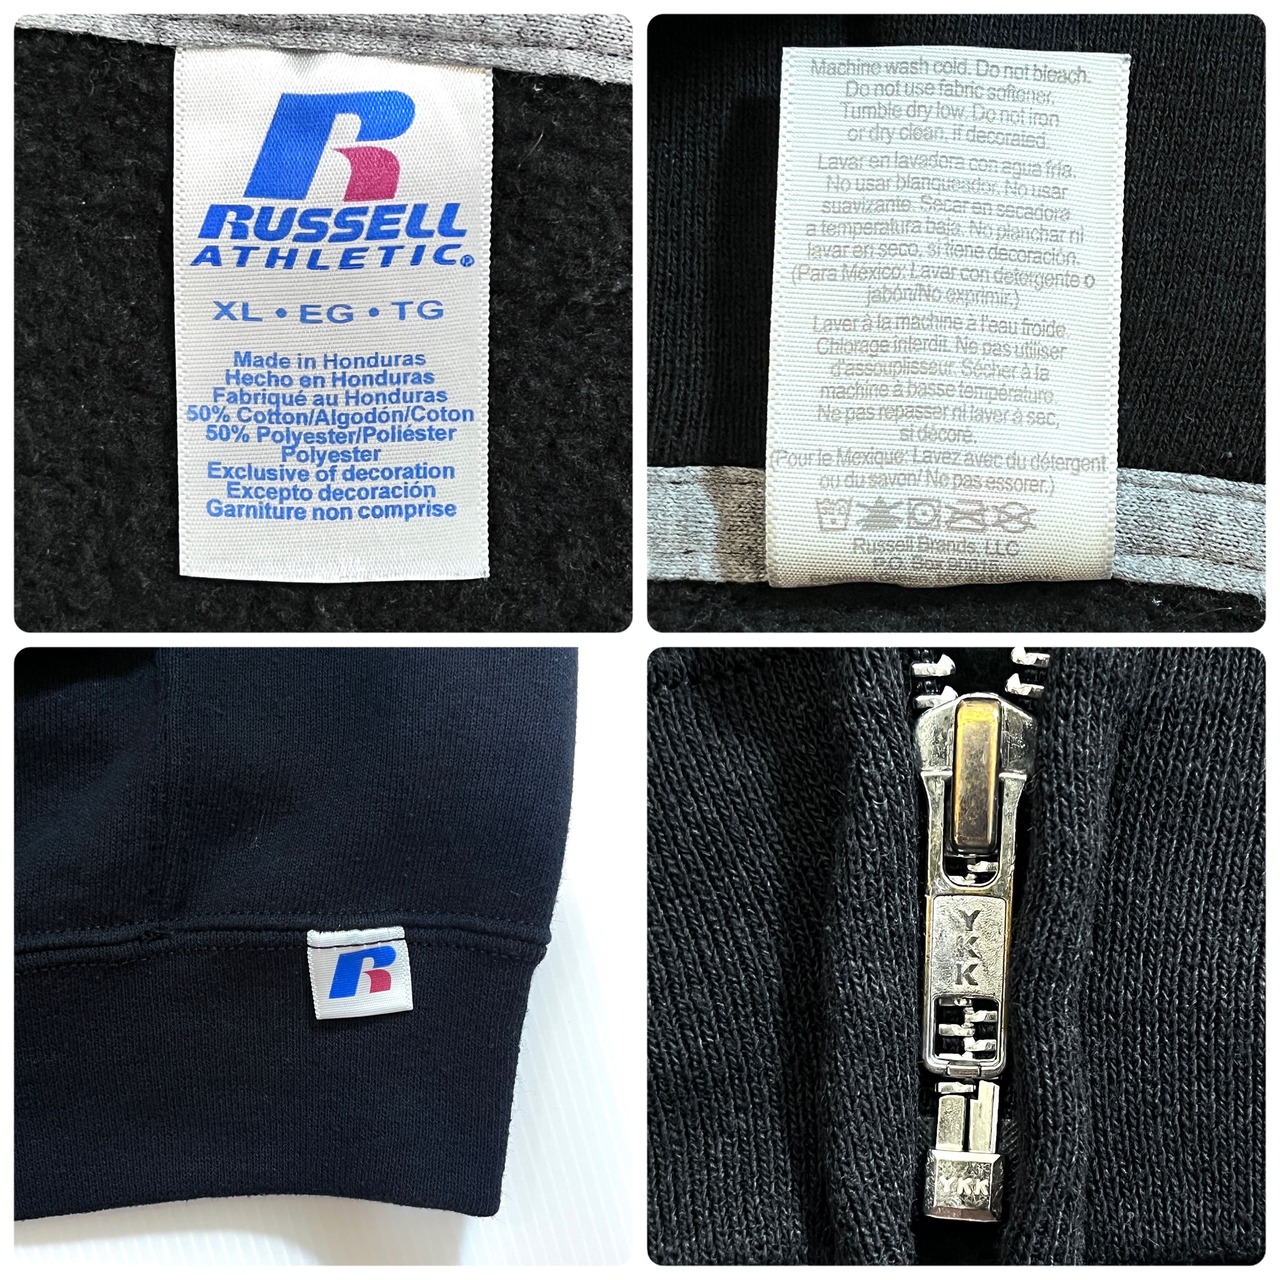 RUSSELL
ATHLETIC®
XL • EG • TG
Made in Honduras
Hecho en Honduras
Fabriqué au Honduras
50% Cotton/Algodón/Coton
50% Polyester/Poliéster
Polyester
Exclusive of decoration
Excepto decoración
Garniture non comprise
Machine wash cold. Do not bleach.
Do not use fabric softener.
Tumble dry low. Do not iron
or dry clean, if decorated.
Lavar en lavadora con agua fría.
No usar blanqueador. No usar
suavizante. Secar en secadora
a temperatura baja. No planchar ni
lavar en seco, si tiene decoración.
(Para México: Lavar con detergente o
jabón/No exprimir.)
Laver à la machine à l'eau froide.
Chlorage interdit. Ne pas utiliser
d'assouplisseur. Sécher à la
machine à basse température.
Ne pas repasser ni laver à sec,
si décoré.
(Pour le Mexique: Lavez avec du détergent
ou du savon/ Ne pas essorer.)
Russell Brands, LLC
P.O. Box
R
YKK
YKK